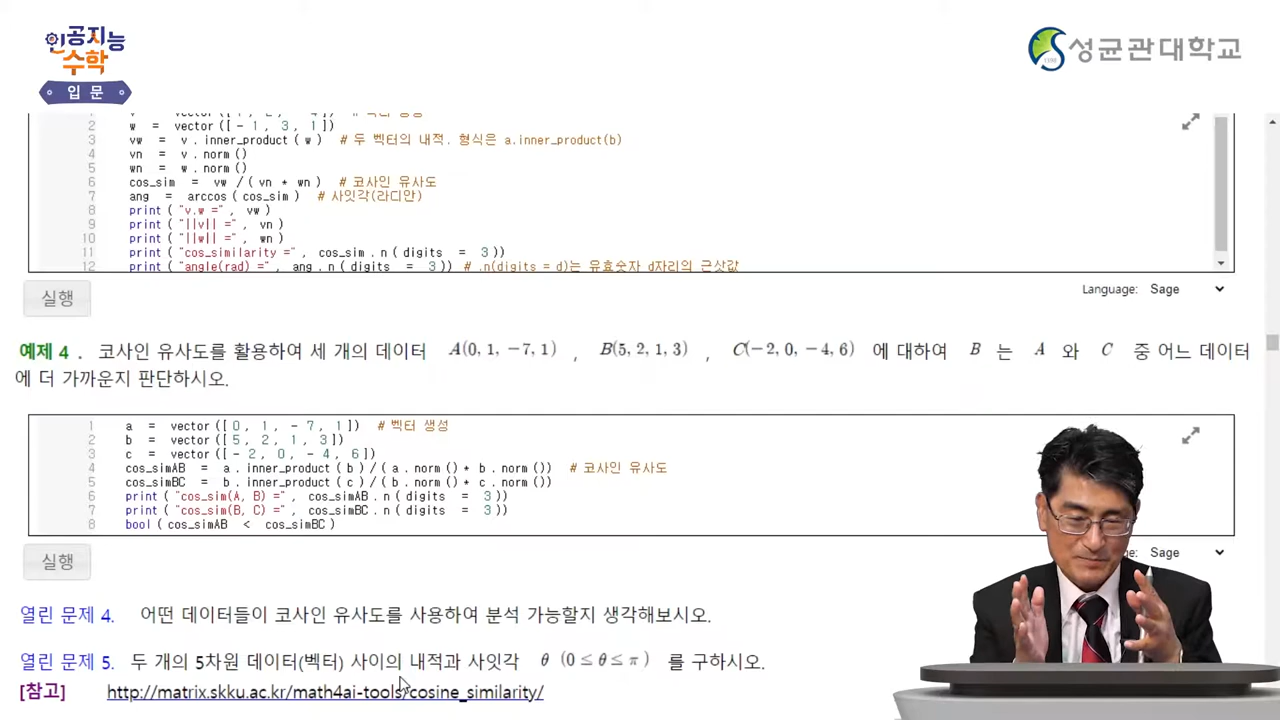 인공지능
수학
입문
성균관대학교
2 w = vector([-1, 3, 1])
3 vw = v.inner_product(w) # 두 벡터의 내적. 형식은 a.inner_product(b)
4 vn = v.norm()
5 wn = w.norm()
6 cos_sim = vw/(vn * wn) # 코사인 유사도
7 ang = arccos(cos_sim) # 사잇각(라디안)
8 print("v.w =", vw)
9 print("||v|| =", vn)
10 print("||w|| =", wn)
11 print("cos_similarity =", cos_sim.n(digits = 3))
12 print("angle(rad) =", ang.n(digits = 3)) # .n(digits = d)는 유효숫자 d자리의 근삿값
실행
Language: Sage
예제 4 . 코사인 유사도를 활용하여 세 개의 데이터 A(0, 1, −7, 1) , B(5, 2, 1, 3) , C(−2, 0, −4, 6) 에 대하여 B 는 A 와 C 중 어느 데이터
에 더 가까운지 판단하시오.
1 a = vector([0, 1, -7, 1]) # 벡터 생성
2 b = vector([5, 2, 1, 3])
3 c = vector([-2, 0, -4, 6])
4 cos_simAB = a.inner_product(b)/(a.norm()*b.norm()) # 코사인 유사도
5 cos_simBC = b.inner_product(c)/(b.norm()*c.norm())
6 print("cos_sim(A, B) =", cos_simAB.n(digits = 3))
7 print("cos_sim(B, C) =", cos_simBC.n(digits = 3))
8 bool(cos_simAB < cos_simBC)
실행
ge: Sage
열린 문제 4. 어떤 데이터들이 코사인 유사도를 사용하여 분석 가능할지 생각해보시오.
열린 문제 5. 두 개의 5차원 데이터(벡터) 사이의 내적과 사잇각 θ (0 ≤ θ ≤ π) 를 구하시오.
[참고] http://matrix.skku.ac.kr/math4ai-tools/cosine_similarity/